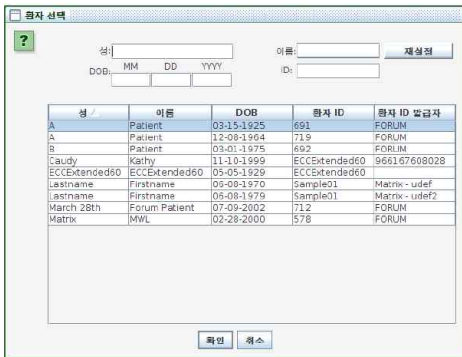 환자 선택
?
성: 이름: 재설정
MM DD YYYY
DOB: ID:
성 이름 DOB 환자 ID 환자 ID 발급자
A Patient 03-15-1925 691 FORUM
A Patient 12-08-1964 719 FORUM
B Patient 03-01-1975 692 FORUM
Caudy Kathy 11-10-1999 ECCExtended60 966167608028
ECCExtended60 ECCExtended60 05-05-1929 ECCExtended60
Lastname Firstname 06-08-1970 Sample01 Matrix - udef
Lastname Firstname 06-08-1979 Sample01 Matrix - udef2
March 28th Forum Patient 07-09-2002 712 FORUM
Matrix MWL 02-28-2000 578 FORUM
확인 취소